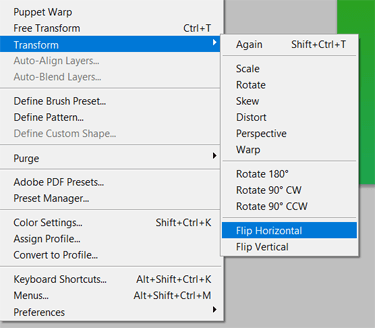 Puppet Warp
Free Transform Ctrl+T
Transform
Auto-Align Layers...
Auto-Blend Layers...
Define Brush Preset...
Define Pattern...
Define Custom Shape...
Purge
Adobe PDF Presets...
Preset Manager...
Color Settings... Shift+Ctrl+K
Assign Profile...
Convert to Profile...
Keyboard Shortcuts... Alt+Shift+Ctrl+K
Menus... Alt+Shift+Ctrl+M
Preferences
Again Shift+Ctrl+T
Scale
Rotate
Skew
Distort
Perspective
Warp
Rotate 180°
Rotate 90° CW
Rotate 90° CCW
Flip Horizontal
Flip Vertical